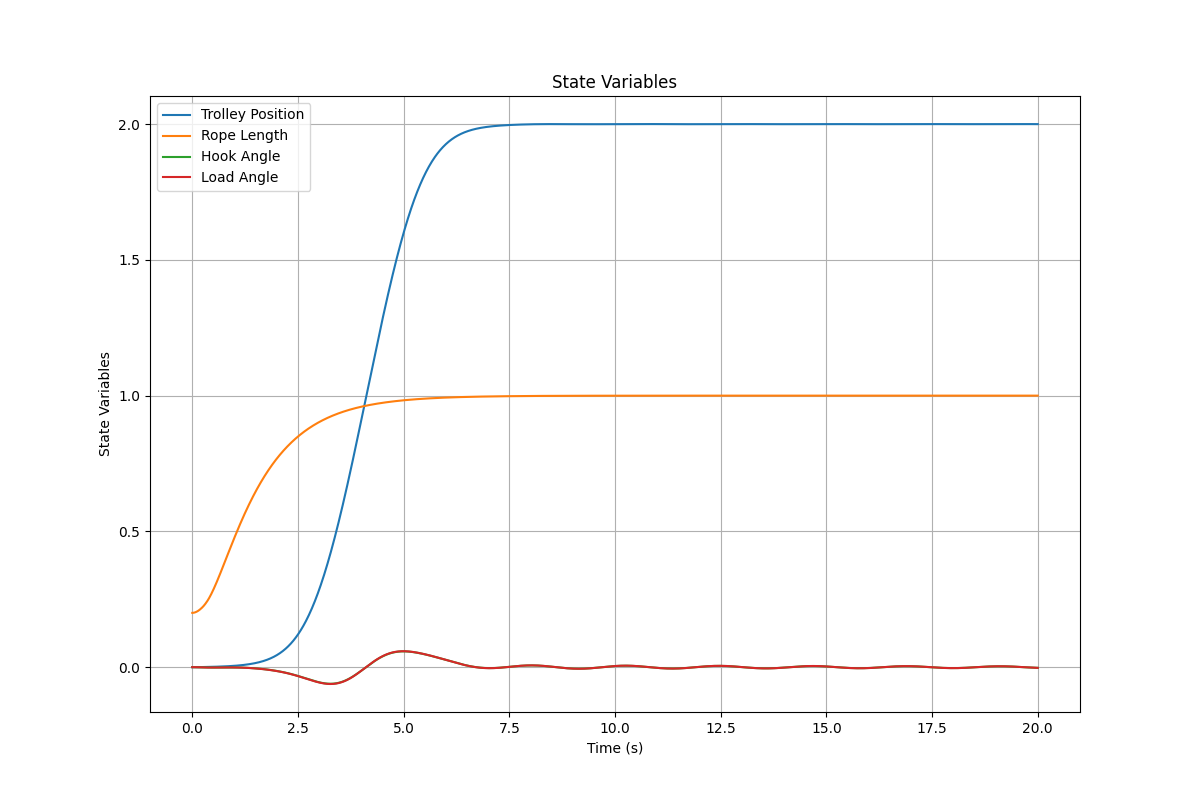 State Variables
Trolley Position
Rope Length
Hook Angle
Load Angle
State Variables
2.0
1.5
1.0
0.5
0.0
0.0 2.5 5.0 7.5 10.0 12.5 15.0 17.5 20.0
Time (s)